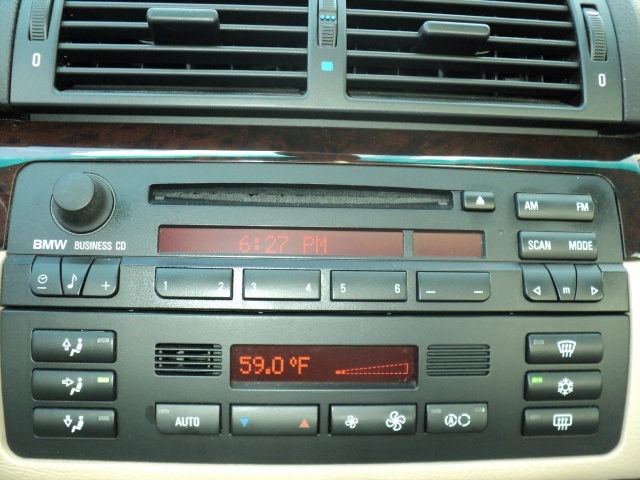 0
0
AM FM
BMW BUSINESS CD
6:27 PM
SCAN MODE
1 2 3 4 5 6 – –
+ m
59.0 °F
AUTO
A